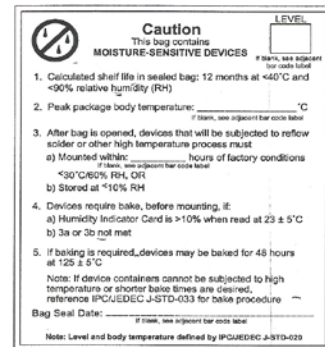 LEVEL
Caution
This bag contains
MOISTURE-SENSITIVE DEVICES
If blank, see adjacent
bar code label
1. Calculated shelf life in sealed bag: 12 months at <40°C and
<90% relative humidity (RH)
2. Peak package body temperature: ____________ °C
If blank, see adjacent bar code label
3. After bag is opened, devices that will be subjected to reflow
solder or other high temperature process must
a) Mounted within: ________ hours of factory conditions
If blank, see adjacent bar code label
<30°C/60% RH, OR
b) Stored at <10% RH
4. Devices require bake, before mounting, if:
a) Humidity Indicator Card is >10% when read at 23 ± 5°C
b) 3a or 3b not met
5. If baking is required, devices may be baked for 48 hours
at 125 ± 5°C
Note: If device containers cannot be subjected to high
temperature or shorter bake times are desired,
reference IPC/JEDEC J-STD-033 for bake procedure
Bag Seal Date: ____________
If blank, see adjacent bar code label
Note: Level and body temperature defined by IPC/JEDEC J-STD-020